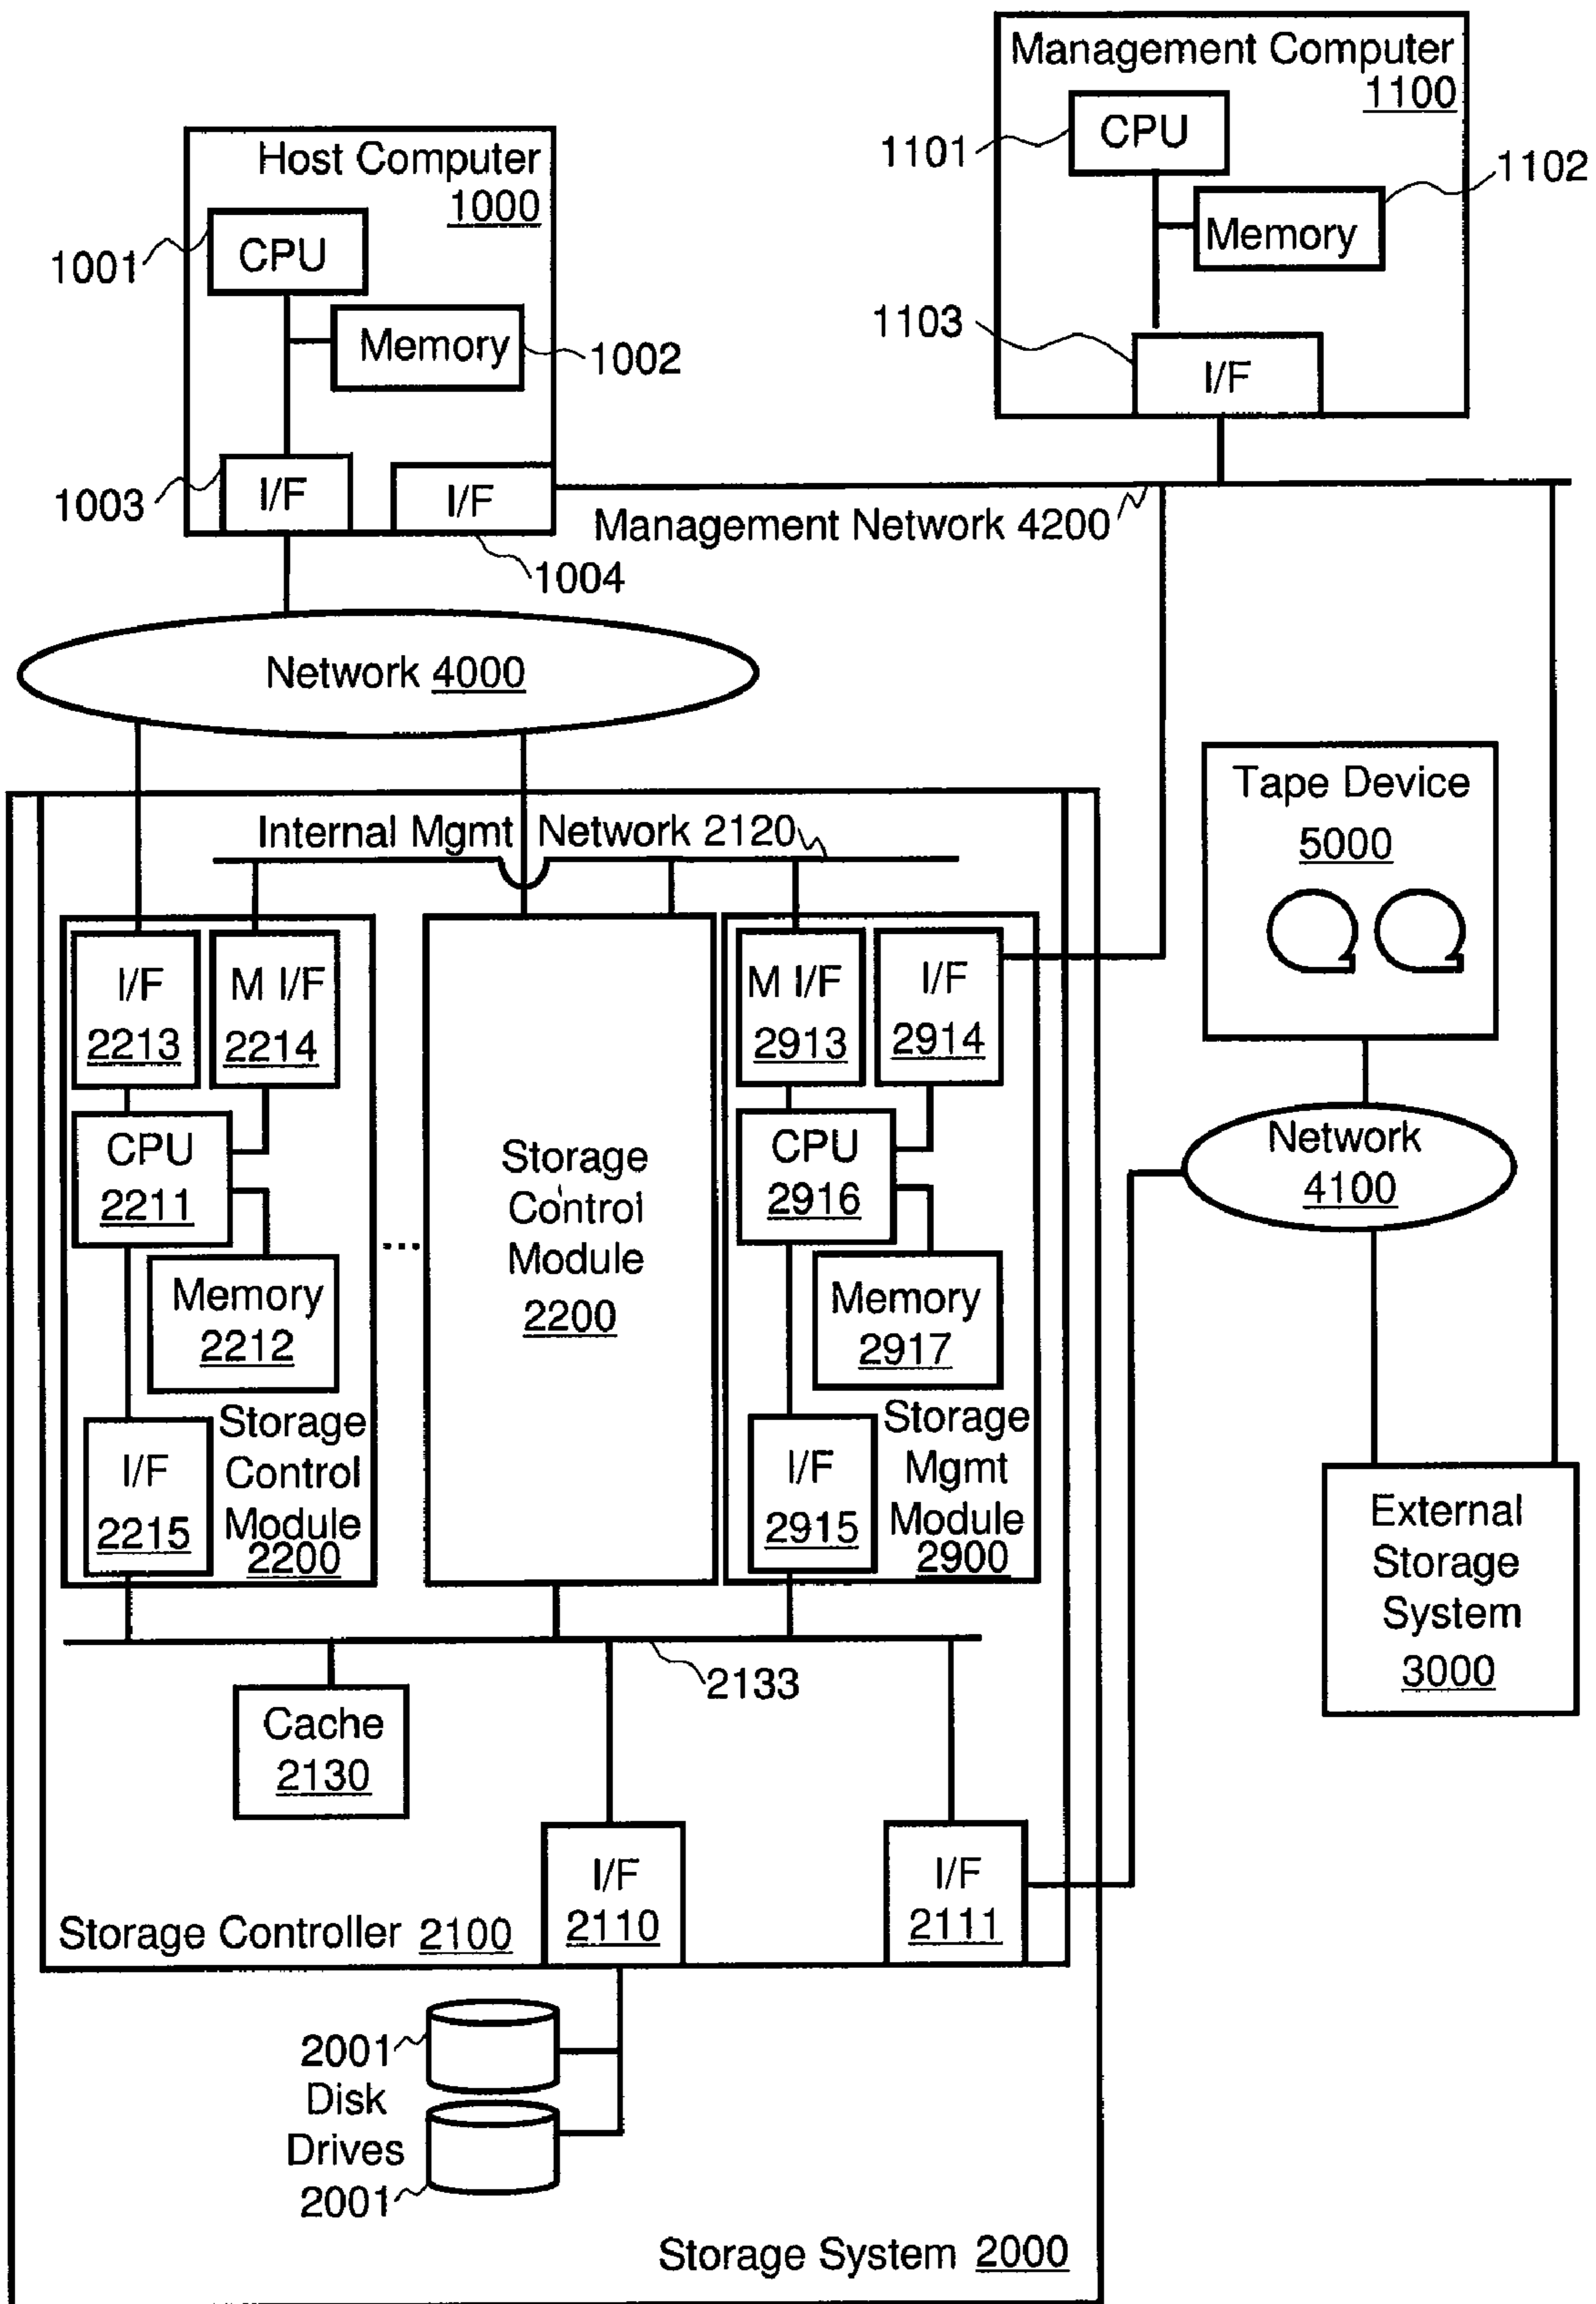 Management Computer
1100
CPU
1101
Memory
1102
1103
I/F
Host Computer
1000
CPU
1001
Memory
1002
1003
I/F
I/F
1004
Management Network 4200
Network 4000
Internal Mgmt Network 2120
I/F
2213
M I/F
2214
CPU
2211
Memory
2212
I/F
2215
Storage
Control
Module
2200
...
Storage
Control
Module
2200
M I/F
2913
I/F
2914
CPU
2916
Memory
2917
I/F
2915
Storage
Mgmt
Module
2900
Tape Device
5000
Network
4100
External
Storage
System
3000
2133
Cache
2130
I/F
2110
I/F
2111
Storage Controller 2100
2001
Disk
Drives
2001
Storage System 2000